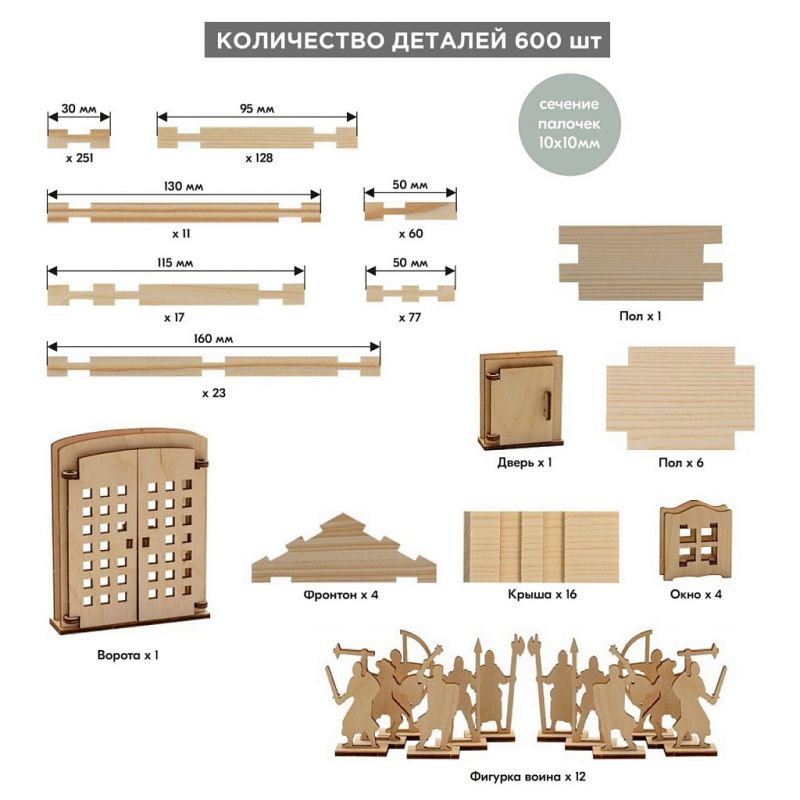 КОЛИЧЕСТВО ДЕТАЛЕЙ 600 шт
сечение
палочек
10х10мм
30 мм
х 251
95 мм
х 128
130 мм
х 11
50 мм
х 60
115 мм
х 17
50 мм
х 77
160 мм
х 23
Пол х 1
Дверь х 1
Пол х 6
Ворота х 1
Фронтон х 4
Крыша х 16
Окно х 4
Фигурка воина х 12